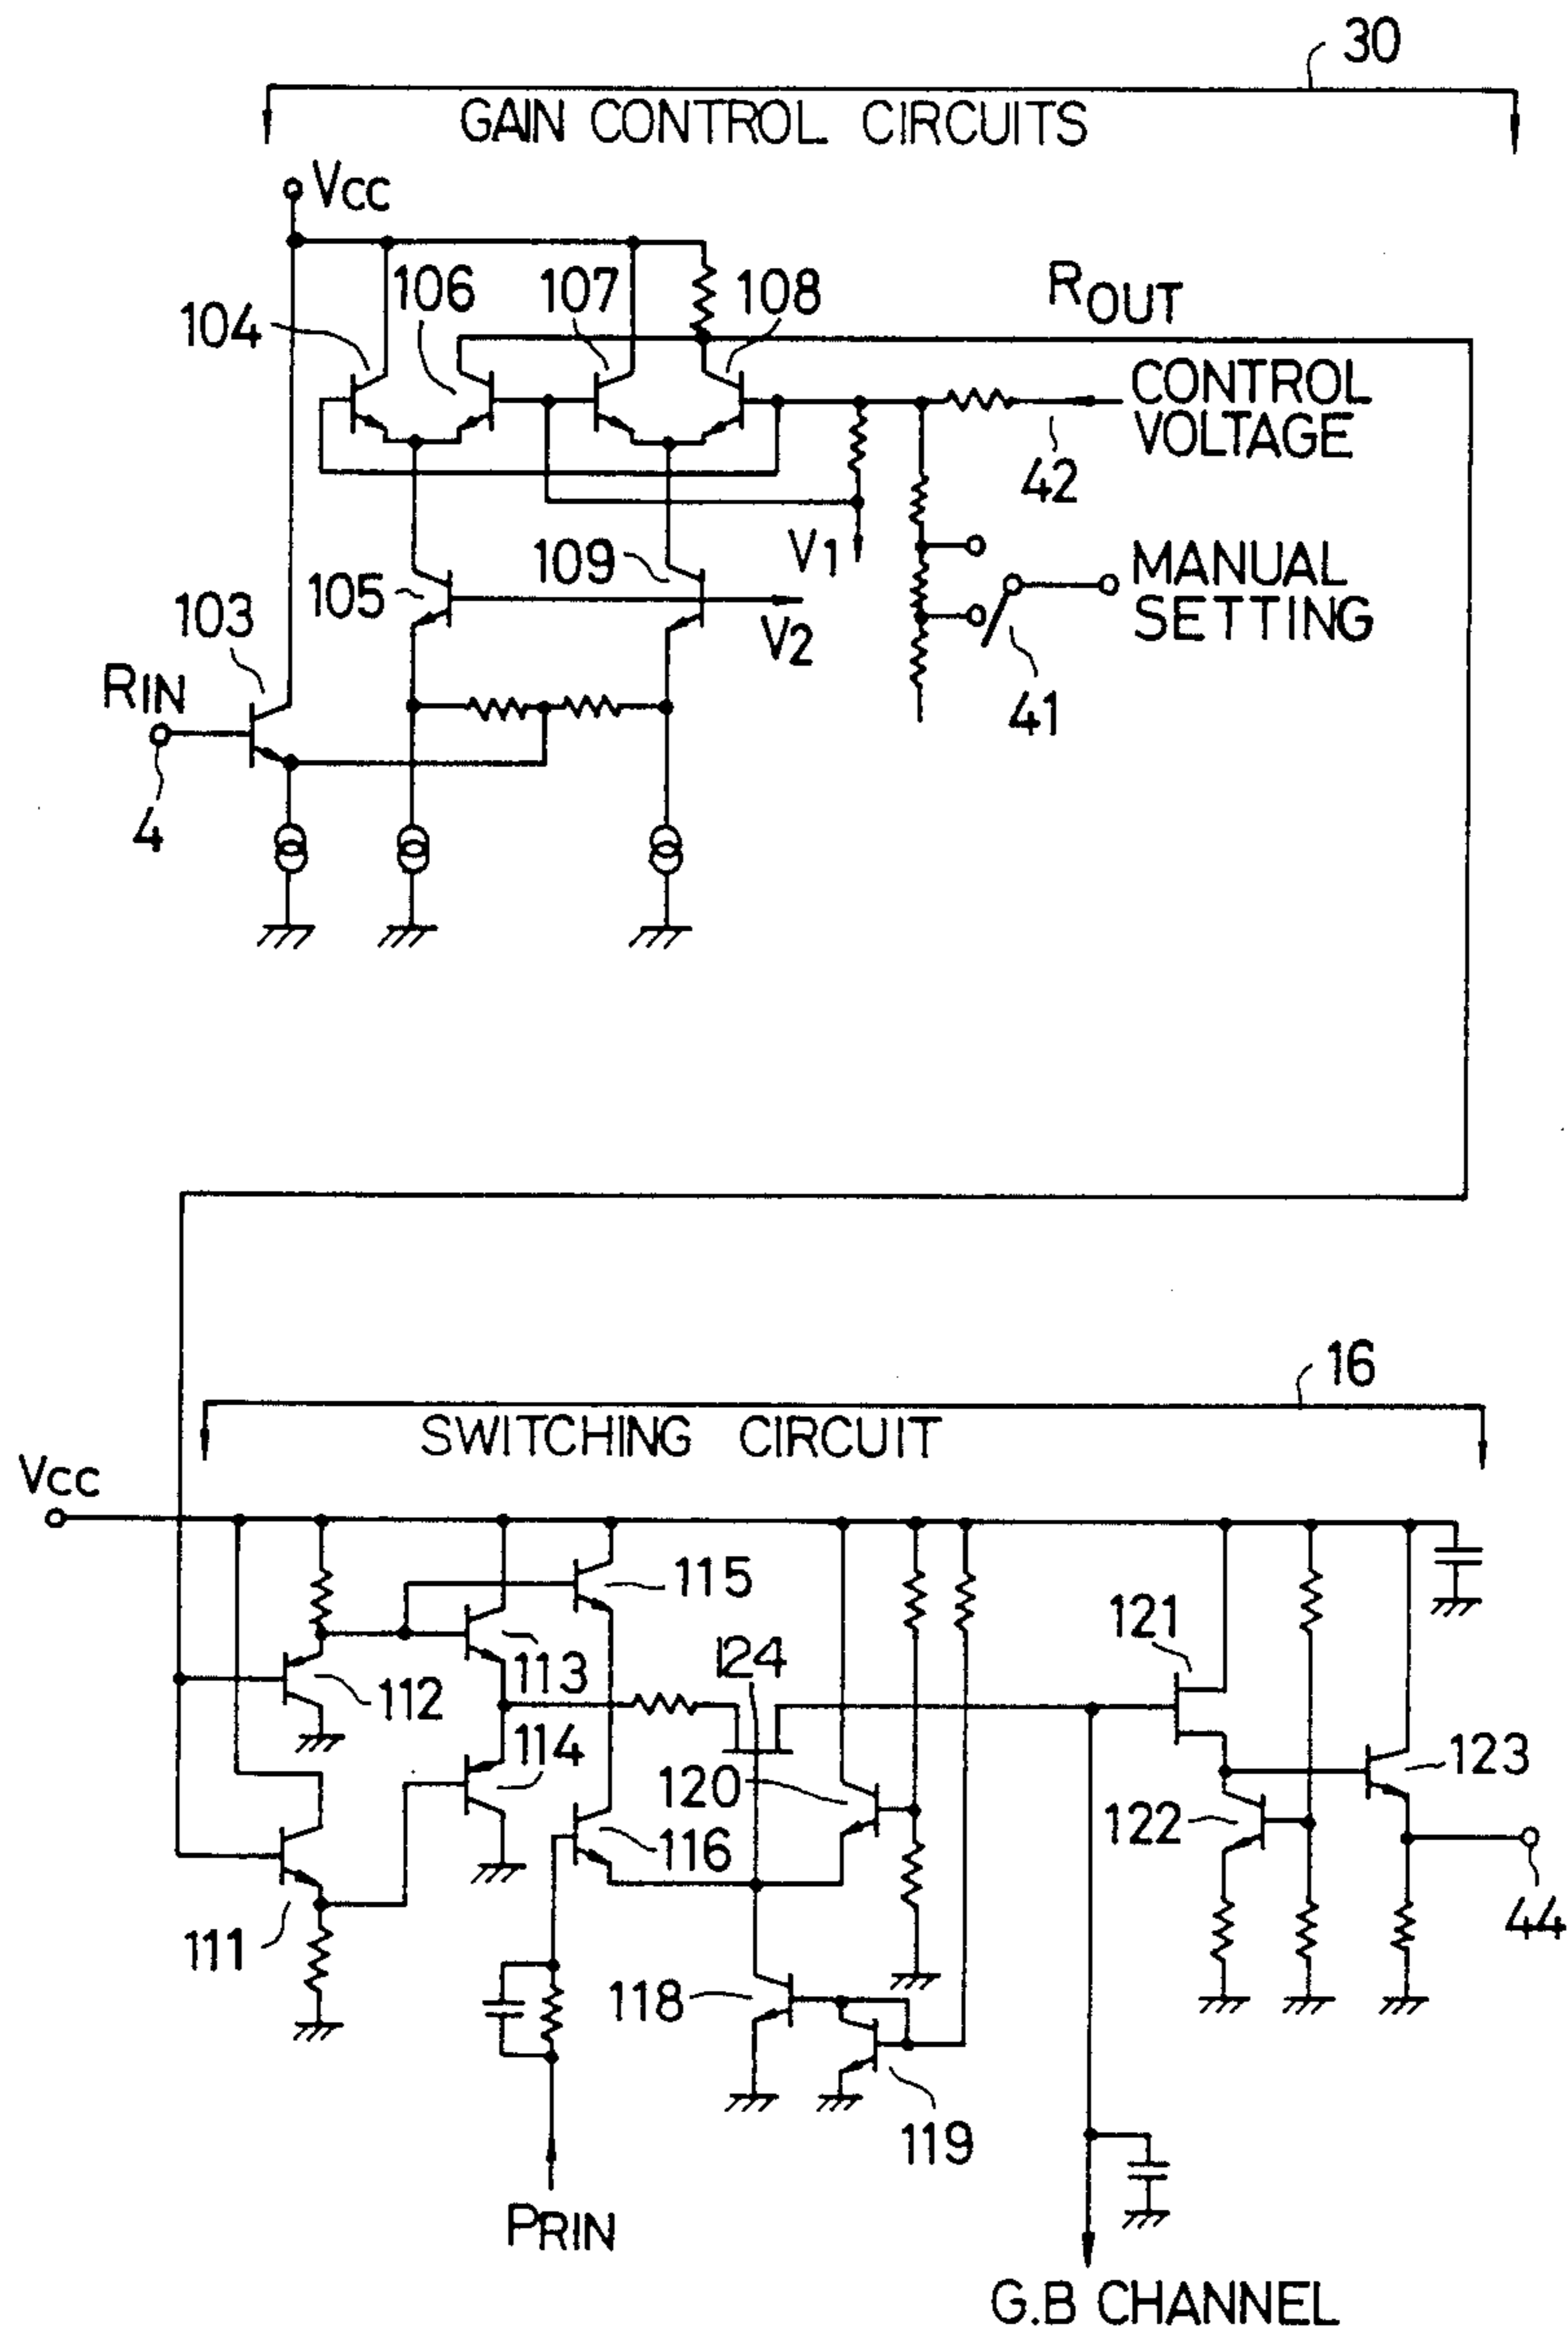 30
GAIN CONTROL CIRCUITS
Vcc
106
107
108
ROUT
104
CONTROL
VOLTAGE
42
V1
109
105
MANUAL
SETTING
103
V2
RIN
41
4
16
SWITCHING CIRCUIT
Vcc
115
121
124
113
112
114
123
120
122
116
44
111
118
119
PRIN
G.B CHANNEL